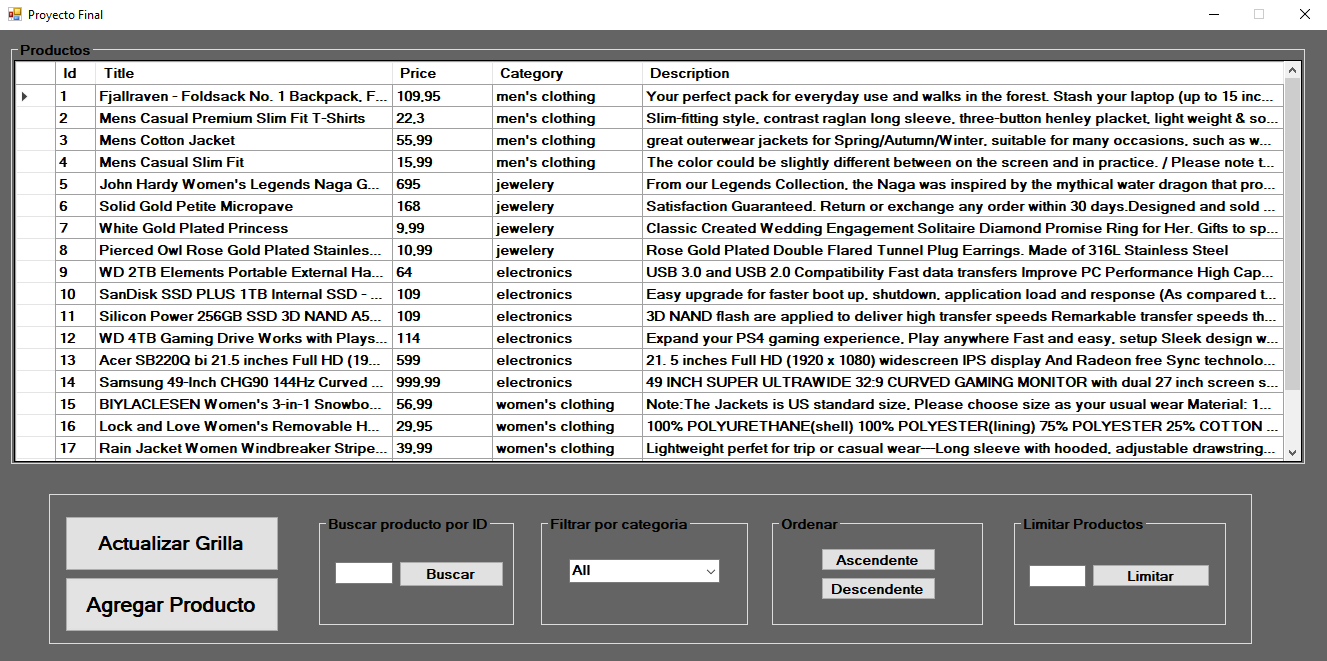 Proyecto Final
Productos
Id Title Price Category Description
1 Fjallraven - Foldsack No. 1 Backpack, F... 109,95 men's clothing Your perfect pack for everyday use and walks in the forest. Stash your laptop (up to 15 inc...
2 Mens Casual Premium Slim Fit T-Shirts 22,3 men's clothing Slim-fitting style, contrast raglan long sleeve, three-button henley placket, light weight & so...
3 Mens Cotton Jacket 55,99 men's clothing great outerwear jackets for Spring/Autumn/Winter, suitable for many occasions, such as w...
4 Mens Casual Slim Fit 15,99 men's clothing The color could be slightly different between on the screen and in practice. / Please note t...
5 John Hardy Women's Legends Naga G... 695 jewelery From our Legends Collection, the Naga was inspired by the mythical water dragon that pro...
6 Solid Gold Petite Micropave 168 jewelery Satisfaction Guaranteed. Return or exchange any order within 30 days.Designed and sold ...
7 White Gold Plated Princess 9,99 jewelery Classic Created Wedding Engagement Solitaire Diamond Promise Ring for Her. Gifts to sp...
8 Pierced Owl Rose Gold Plated Stainles... 10,99 jewelery Rose Gold Plated Double Flared Tunnel Plug Earrings. Made of 316L Stainless Steel
9 WD 2TB Elements Portable External Ha... 64 electronics USB 3.0 and USB 2.0 Compatibility Fast data transfers Improve PC Performance High Cap...
10 SanDisk SSD PLUS 1TB Internal SSD - ... 109 electronics Easy upgrade for faster boot up, shutdown, application load and response (As compared t...
11 Silicon Power 256GB SSD 3D NAND A5... 109 electronics 3D NAND flash are applied to deliver high transfer speeds Remarkable transfer speeds th...
12 WD 4TB Gaming Drive Works with Plays... 114 electronics Expand your PS4 gaming experience, Play anywhere Fast and easy, setup Sleek design w...
13 Acer SB220Q bi 21.5 inches Full HD (19... 599 electronics 21. 5 inches Full HD (1920 x 1080) widescreen IPS display And Radeon free Sync technolo...
14 Samsung 49-Inch CHG90 144Hz Curved ... 999,99 electronics 49 INCH SUPER ULTRAWIDE 32:9 CURVED GAMING MONITOR with dual 27 inch screen s...
15 BIYLACLESEN Women's 3-in-1 Snowbo... 56,99 women's clothing Note:The Jackets is US standard size, Please choose size as your usual wear Material: 1...
16 Lock and Love Women's Removable H... 29,95 women's clothing 100% POLYURETHANE(shell) 100% POLYESTER(lining) 75% POLYESTER 25% COTTON ...
17 Rain Jacket Women Windbreaker Stripe... 39,99 women's clothing Lightweight perfet for trip or casual wear---Long sleeve with hooded, adjustable drawstring...
Actualizar Grilla
Agregar Producto
Buscar producto por ID
Buscar
Filtrar por categoria
All
Ordenar
Ascendente
Descendente
Limitar Productos
Limitar